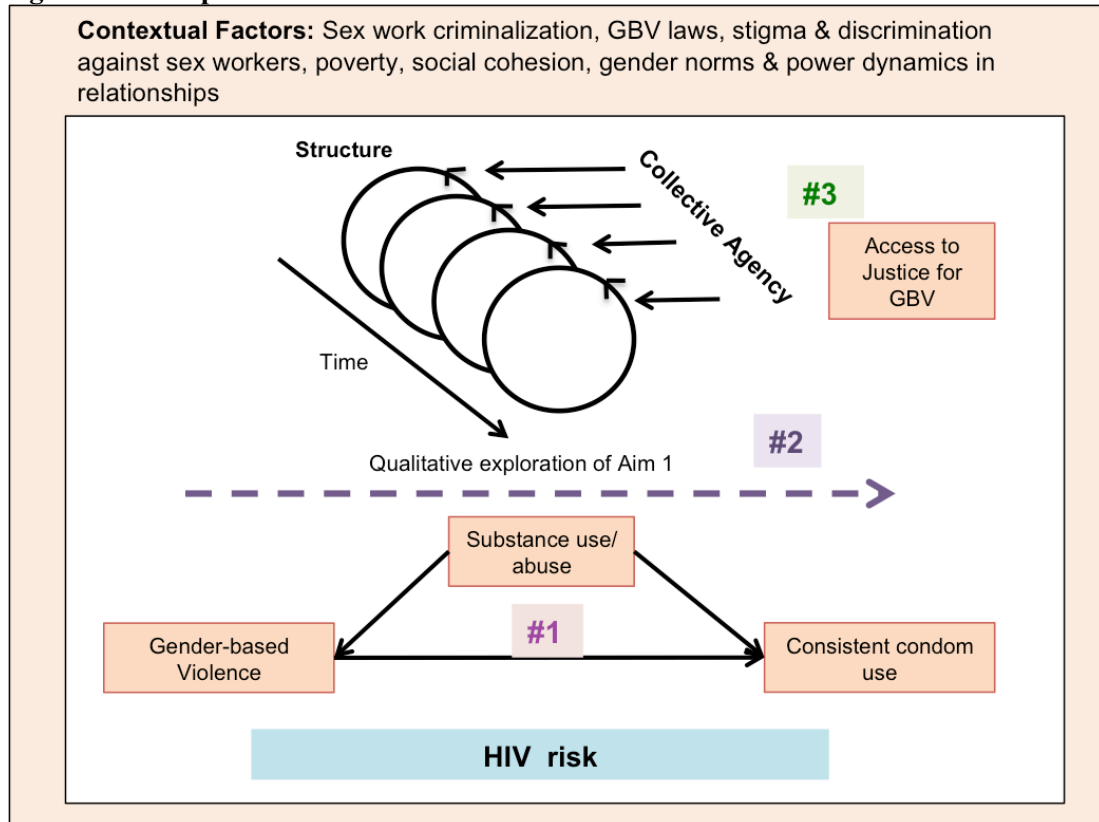 Contextual Factors: Sex work criminalization, GBV laws, stigma & discrimination
against sex workers, poverty, social cohesion, gender norms & power dynamics in
relationships
Structure
Collective Agency
#3
Access to
Justice for
GBV
Time
#2
Qualitative exploration of Aim 1
Substance use/
abuse
#1
Gender-based
Violence
Consistent condom
use
HIV risk